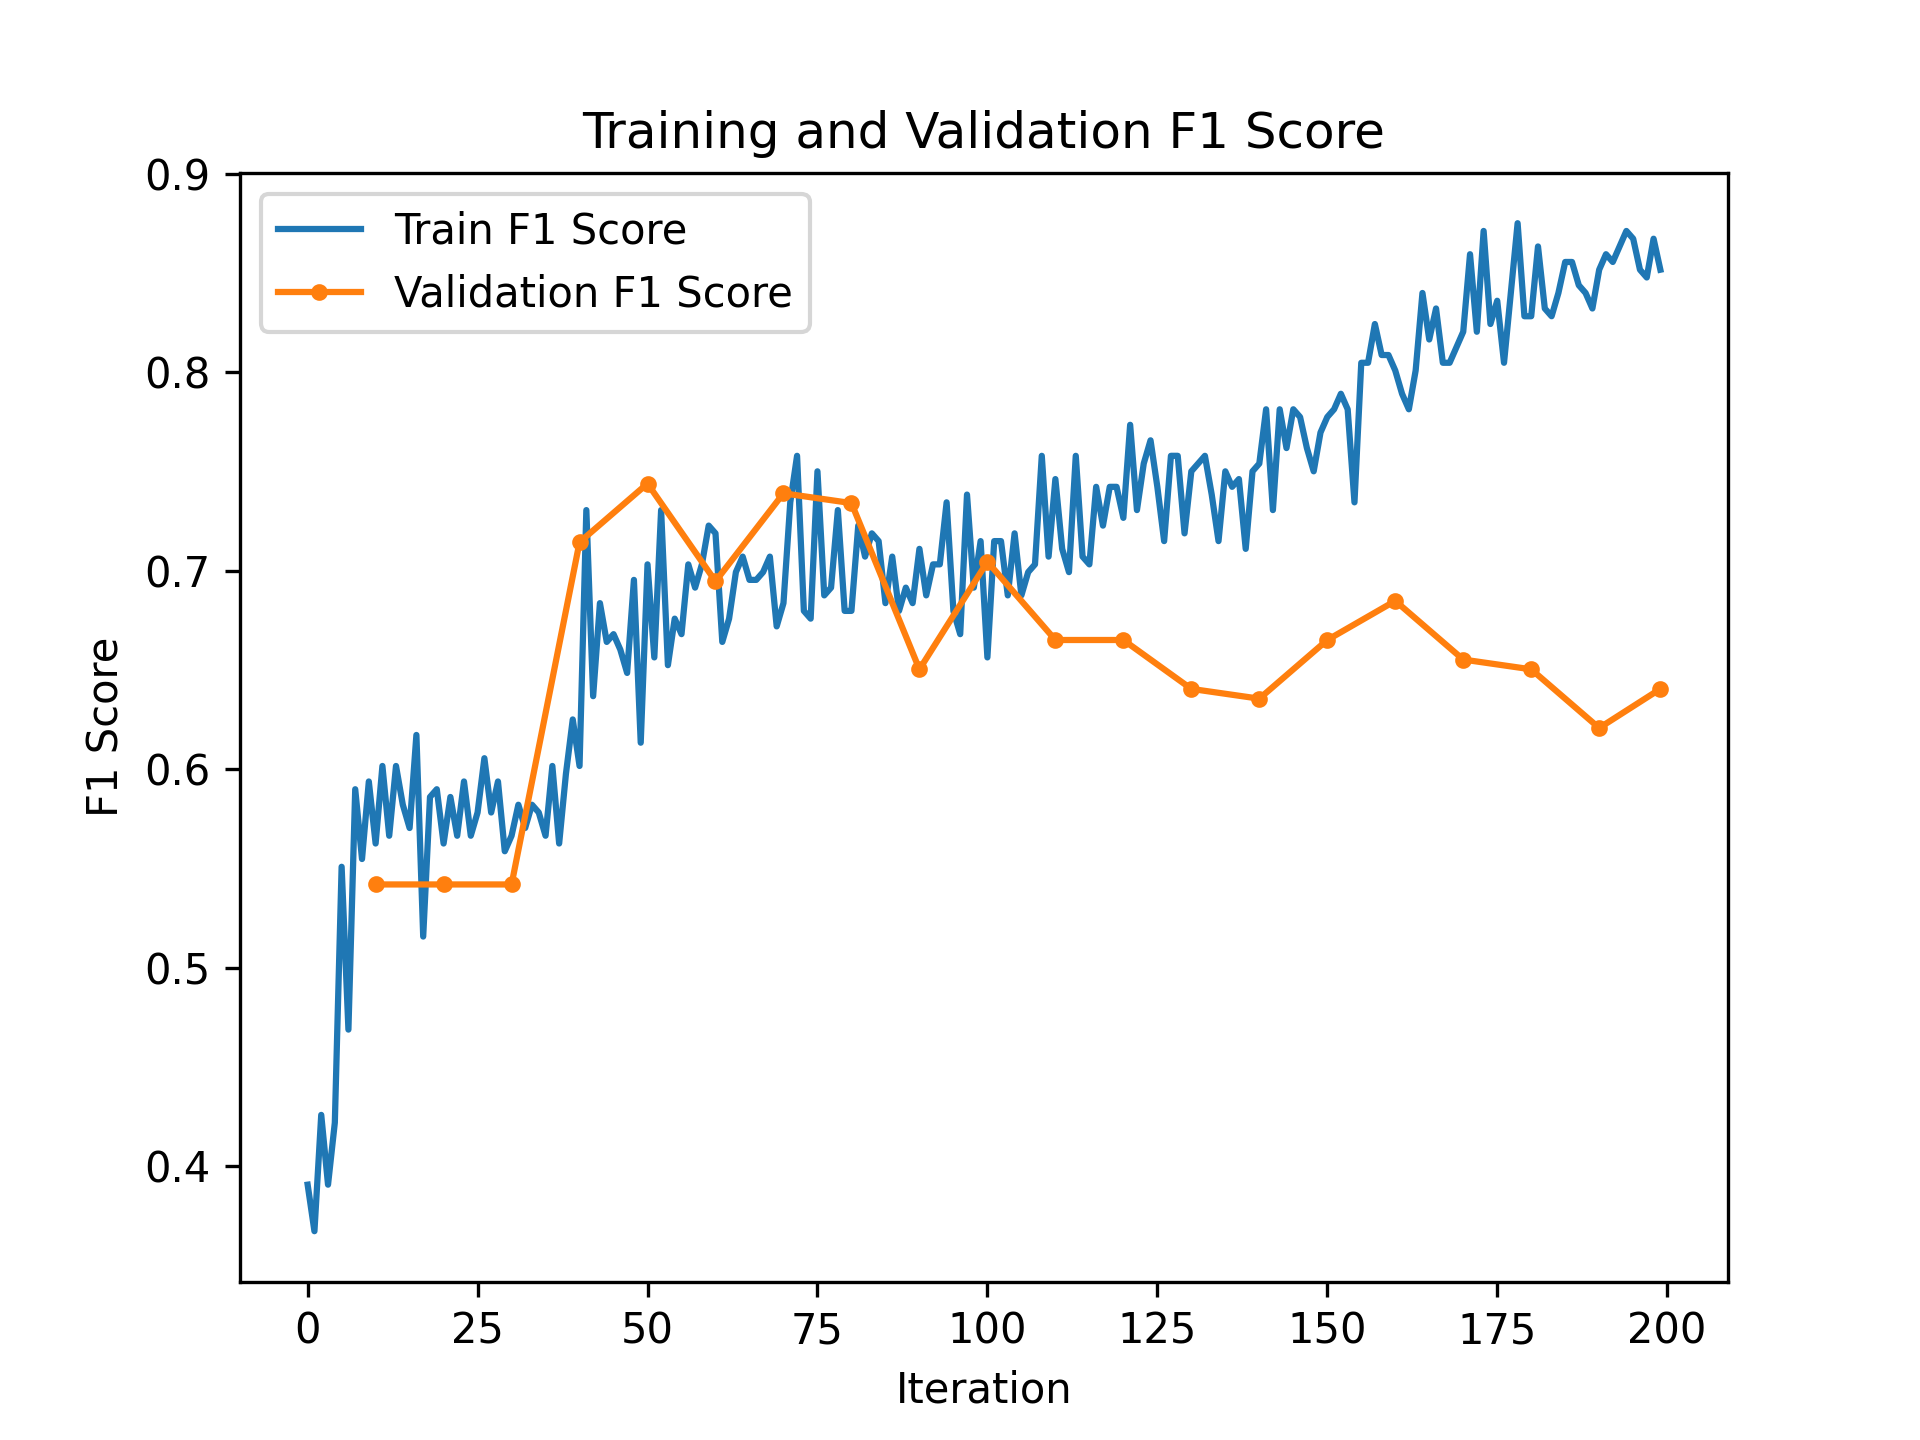 Training and Validation F1 Score
Train F1 Score
Validation F1 Score
F1 Score
0.9
0.8
0.7
0.6
0.5
0.4
0 25 50 75 100 125 150 175 200
Iteration